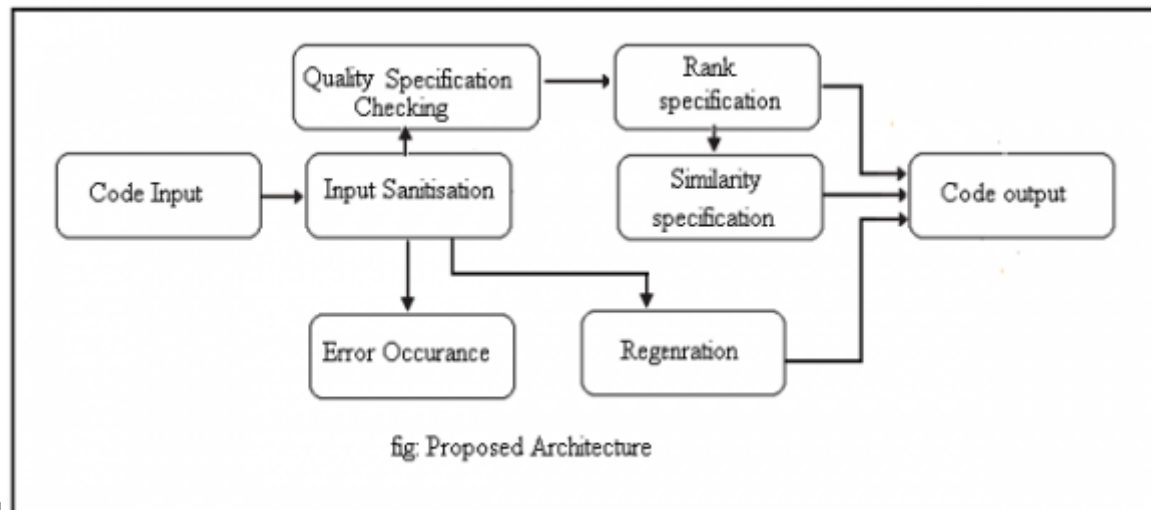 Quality Specification
Checking
Rank
specification
Code Input
Input Sanitisation
Similarity
specification
Code output
Error Occurance
Regenration
fig: Proposed Architecture